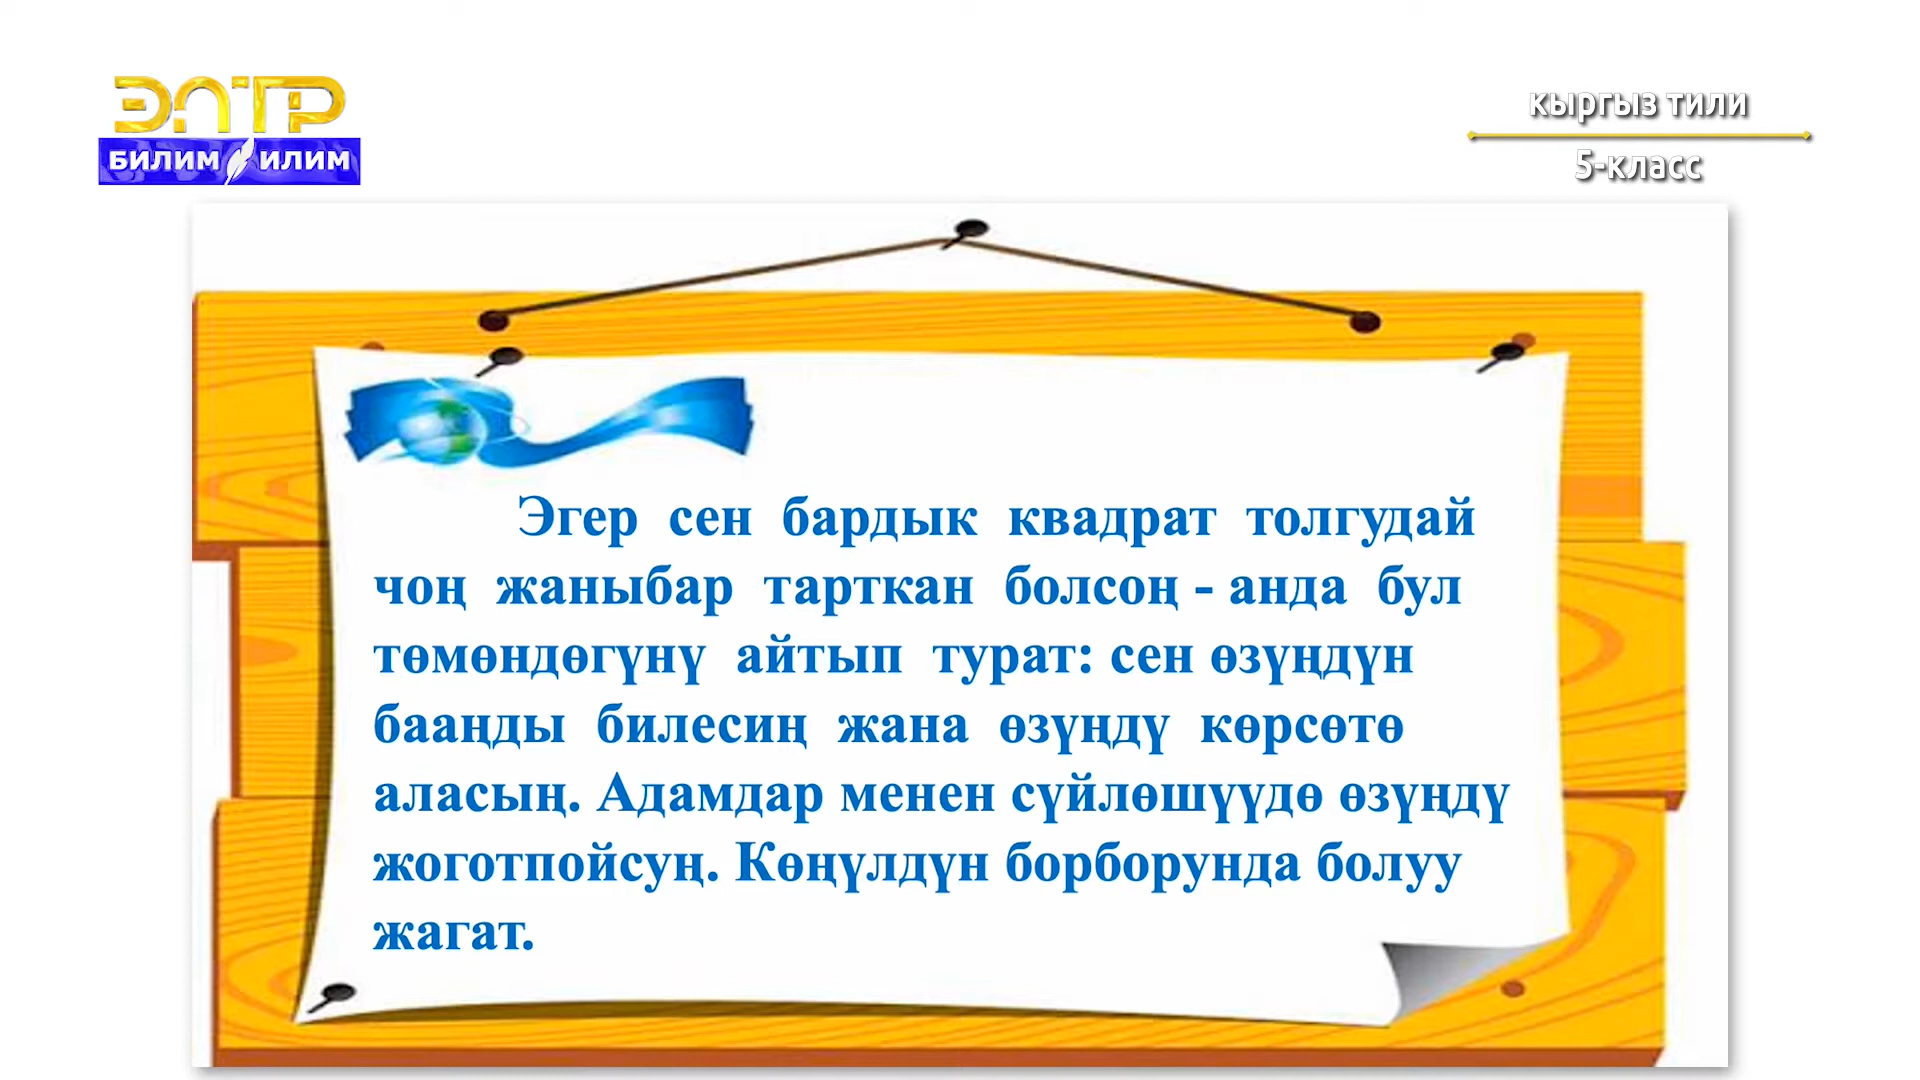 ЭЛТР
БИЛИМ ИЛИМ
кыргыз тили
5-класс
Эгер сен бардык квадрат толгудай
чоң жаныбар тарткан болсоң - анда бул
төмөндөгүнү айтып турат: сен өзүңдүн
бааңды билесиң жана өзүңдү көрсөтө
аласың. Адамдар менен сүйлөшүүдө өзүңдү
жоготпойсуң. Көңүлдүн борборунда болуу
жагат.